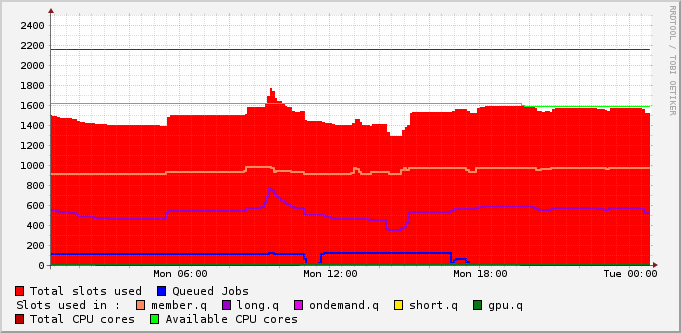 2400
2200
2000
1800
1600
1400
1200
1000
800
600
400
200
0
Mon 06:00 Mon 12:00 Mon 18:00 Tue 00:00
RRDTOOL / TOBI OETIKER
Total slots used Queued Jobs
Slots used in : member.q long.q ondemand.q short.q gpu.q
Total CPU cores Available CPU cores